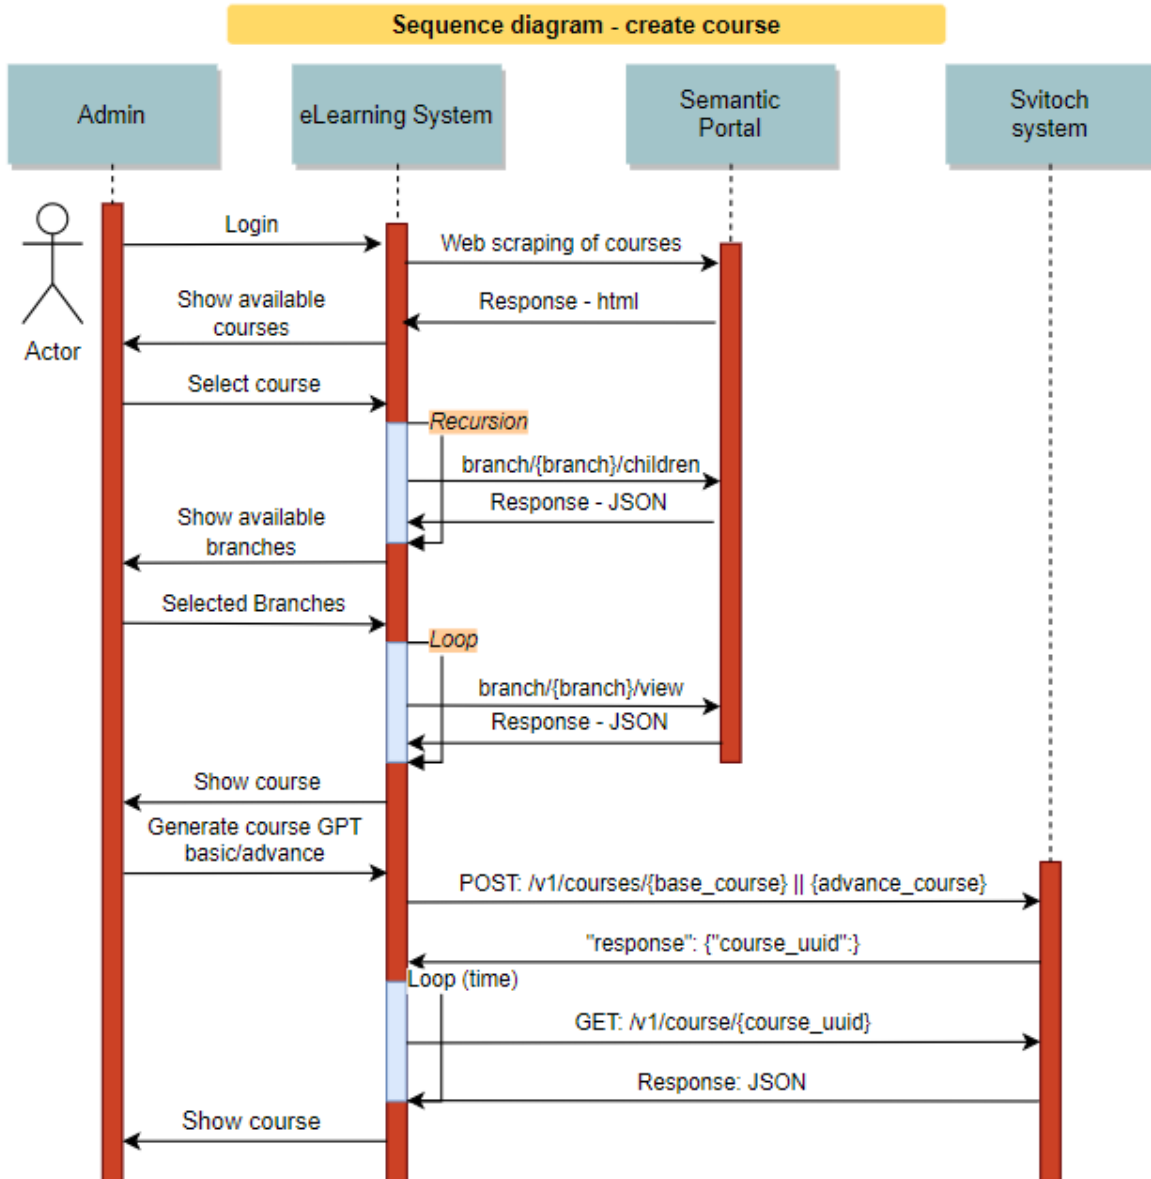 Sequence diagram - create course
Admin
eLearning System
Semantic
Portal
Svitoch
system
Actor
Login
Web scraping of courses
Response - html
Show available
courses
Select course
Recursion
branch/{branch}/children
Response - JSON
Show available
branches
Selected Branches
Loop
branch/{branch}/view
Response - JSON
Show course
Generate course GPT
basic/advance
POST: /v1/courses/{base_course} || {advance_course}
"response": {"course_uuid":}
Loop (time)
GET: /v1/course/{course_uuid}
Response: JSON
Show course